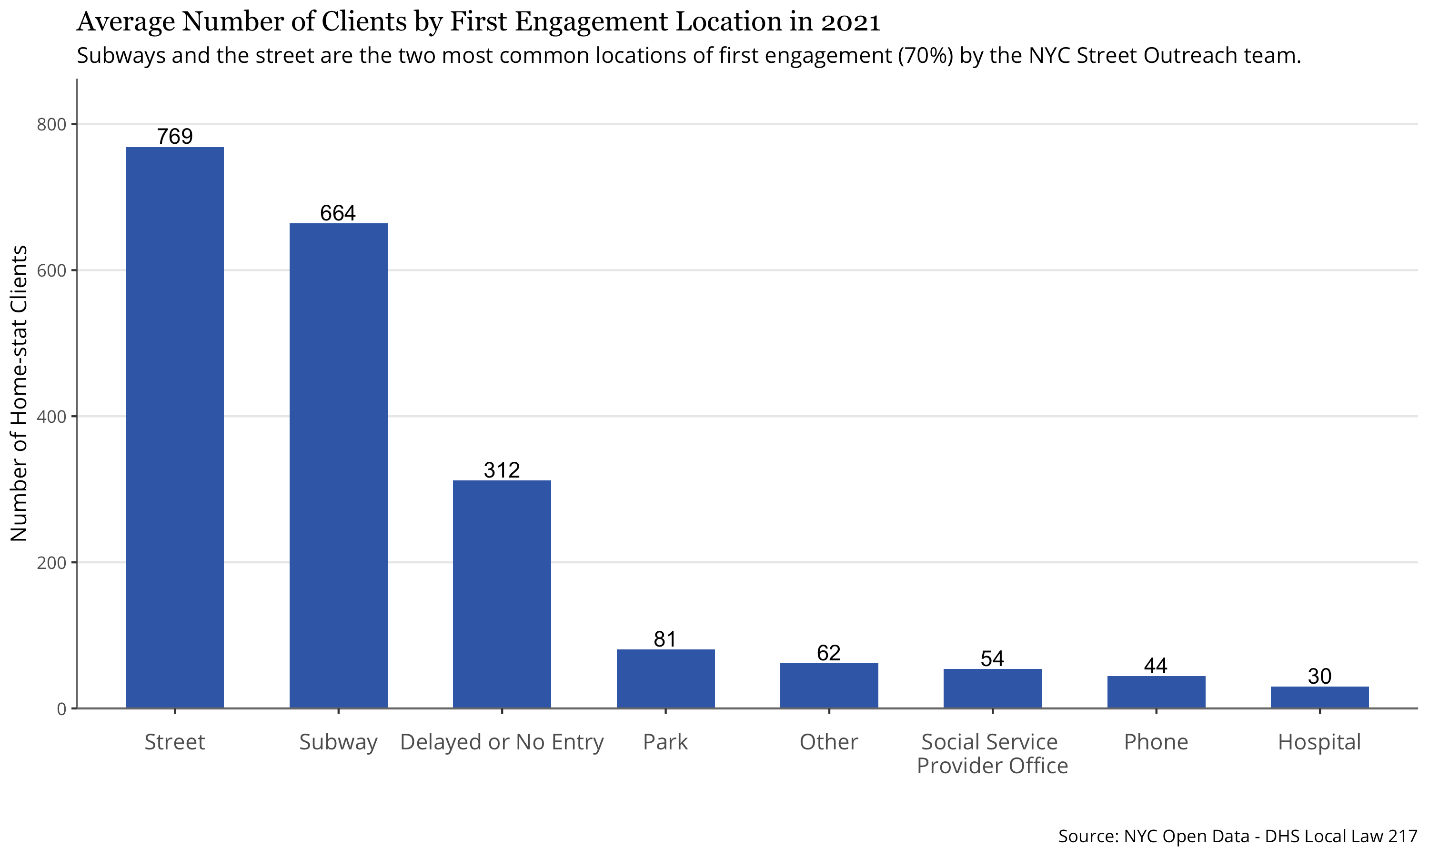 Average Number of Clients by First Engagement Location in 2021
Subways and the street are the two most common locations of first engagement (70%) by the NYC Street Outreach team.
Number of Home-stat Clients
800
600
400
200
0
769
664
312
81
62
54
44
30
Street
Subway
Delayed or No Entry
Park
Other
Social Service
Provider Office
Phone
Hospital
Source: NYC Open Data - DHS Local Law 217